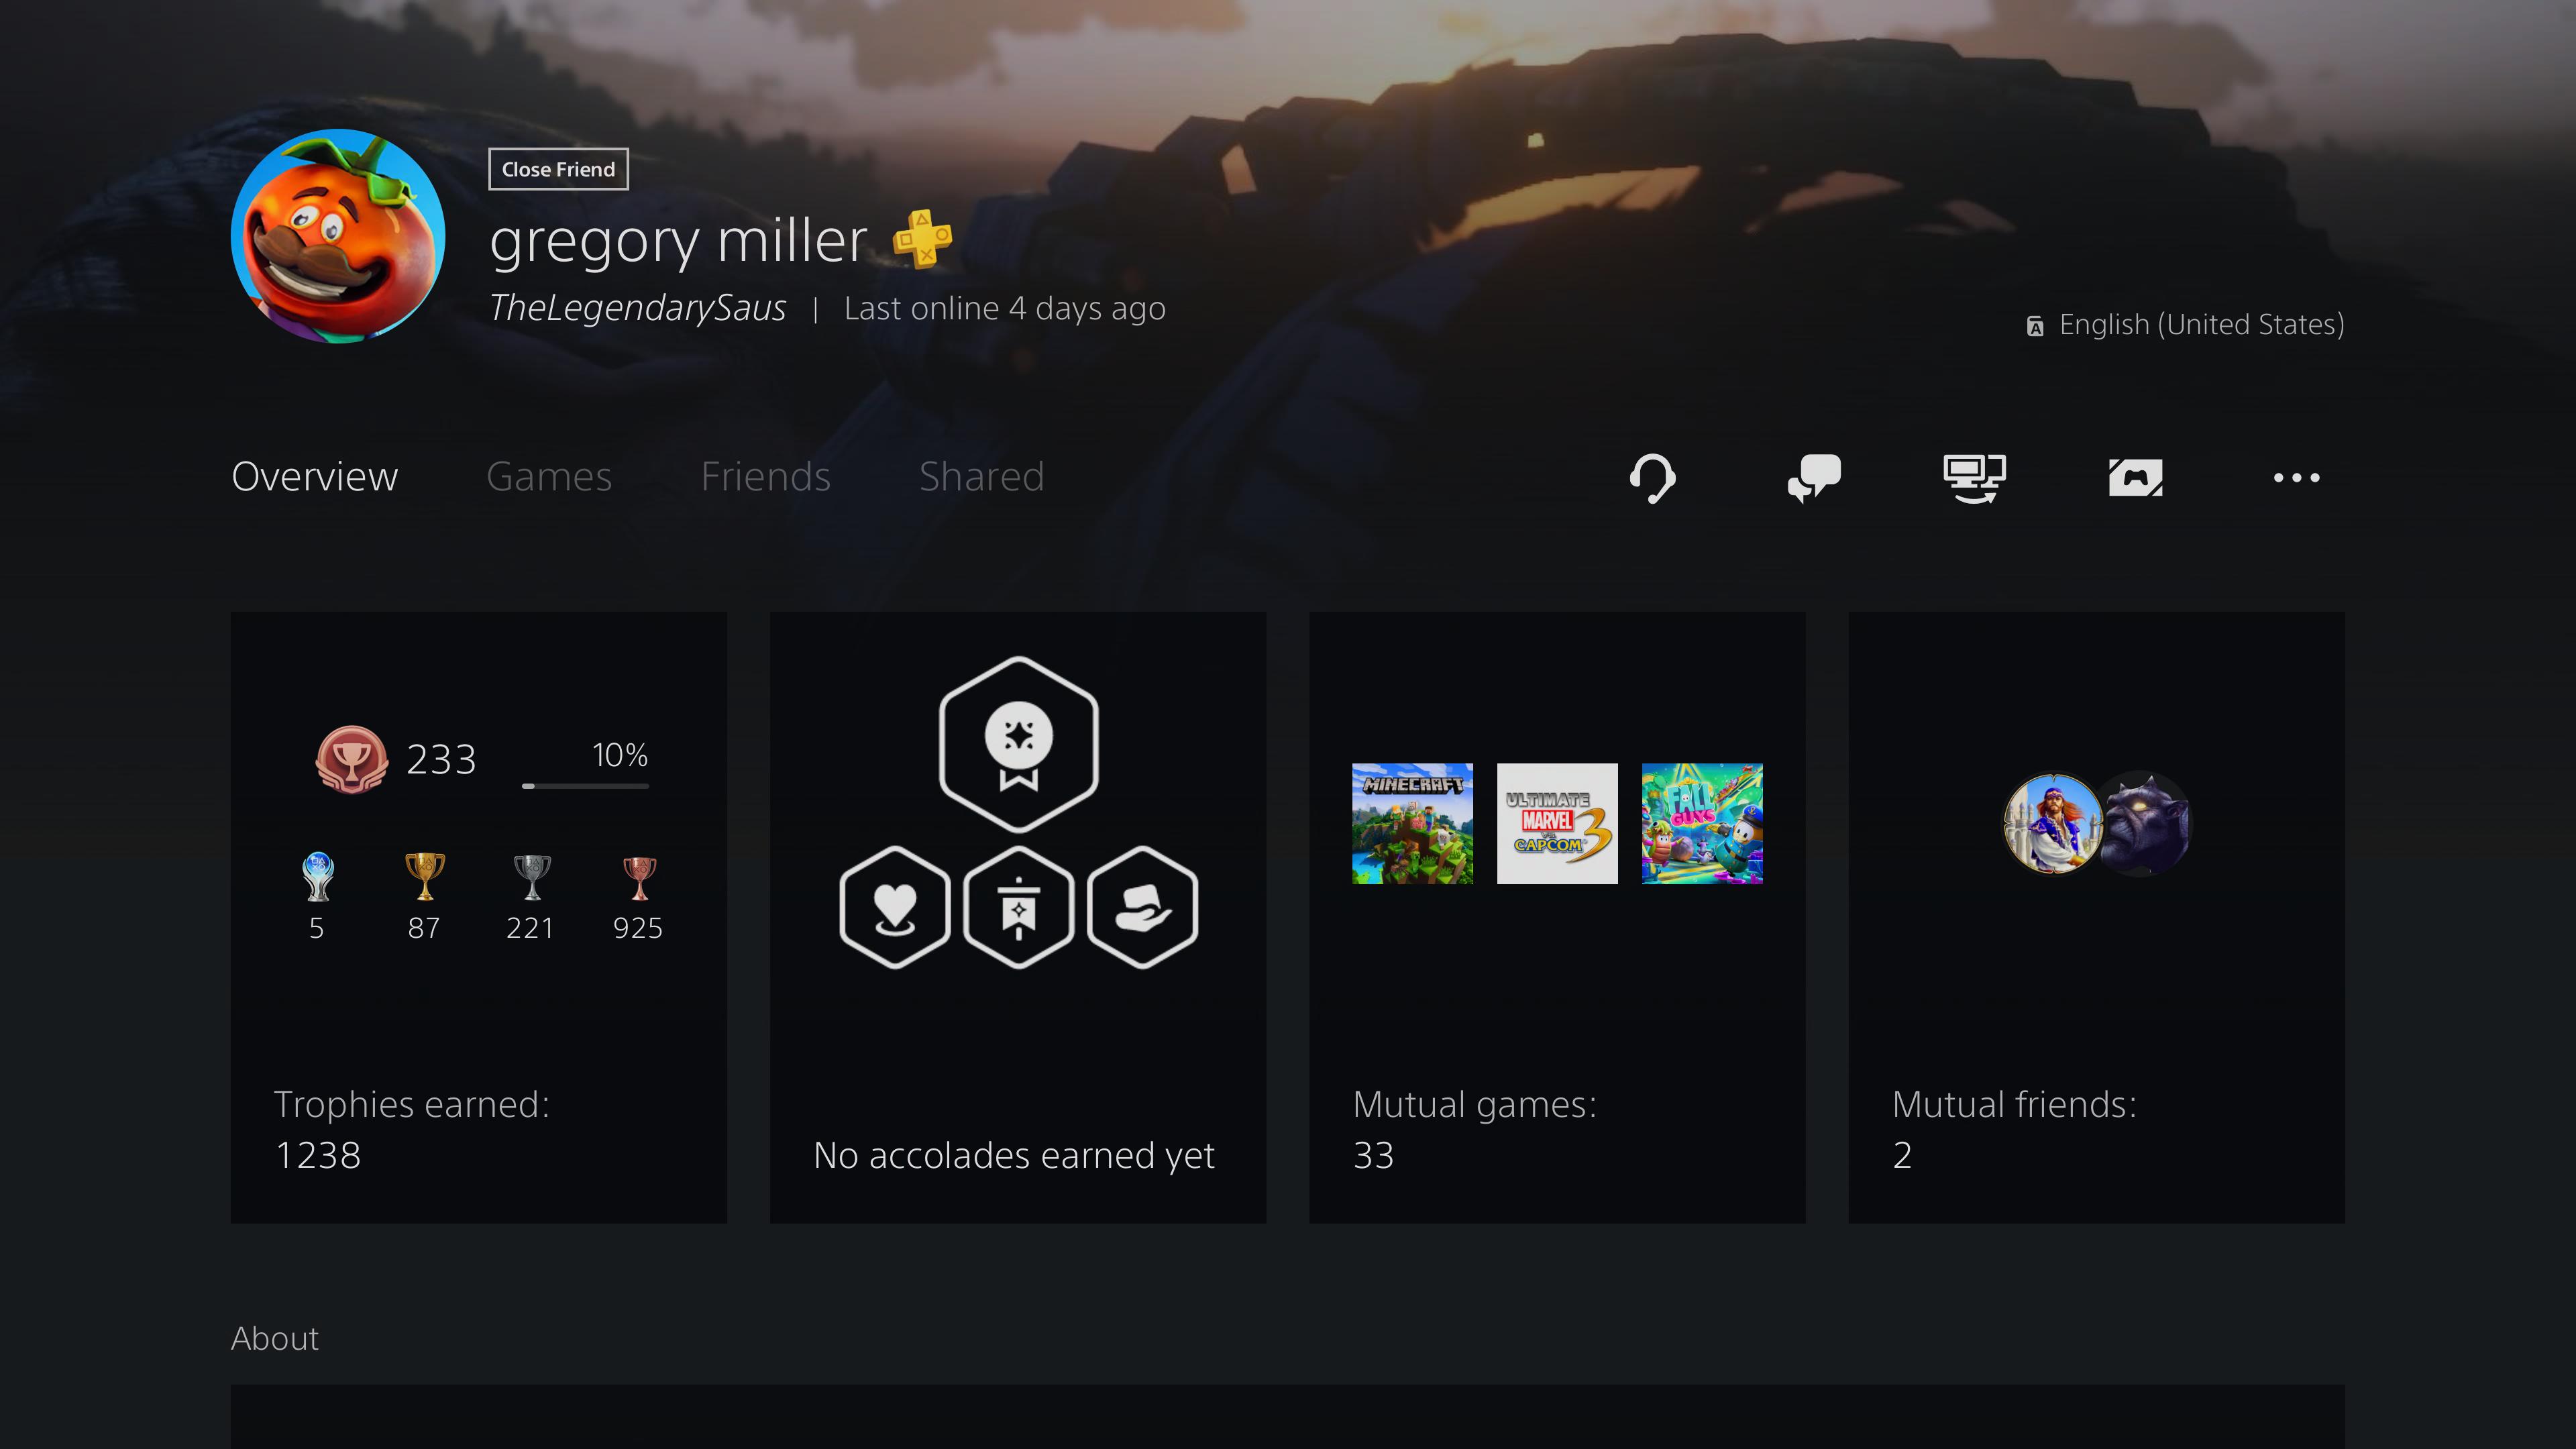 Close Friend
gregory miller
TheLegendarySaus | Last online 4 days ago
English (United States)
Overview Games Friends Shared
233 10%
5 87 221 925
MINECRAFT
ULTIMATE
MARVEL
VS.
CAPCOM 3
FALL
GUYS
Trophies earned:
1238
No accolades earned yet
Mutual games:
33
Mutual friends:
2
About